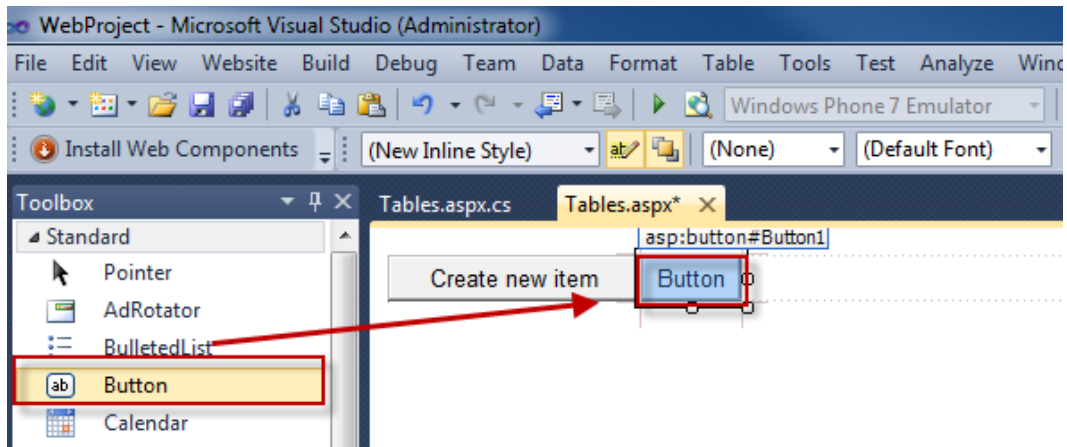 WebProject - Microsoft Visual Studio (Administrator)
File Edit View Website Build Debug Team Data Format Table Tools Test Analyze
Windows Phone 7 Emulator
Install Web Components (New Inline Style) (None) (Default Font)
Toolbox Tables.aspx.cs Tables.aspx*
Standard asp:button#Button1
Pointer Create new item Button
AdRotator
BulletedList
ab Button
Calendar